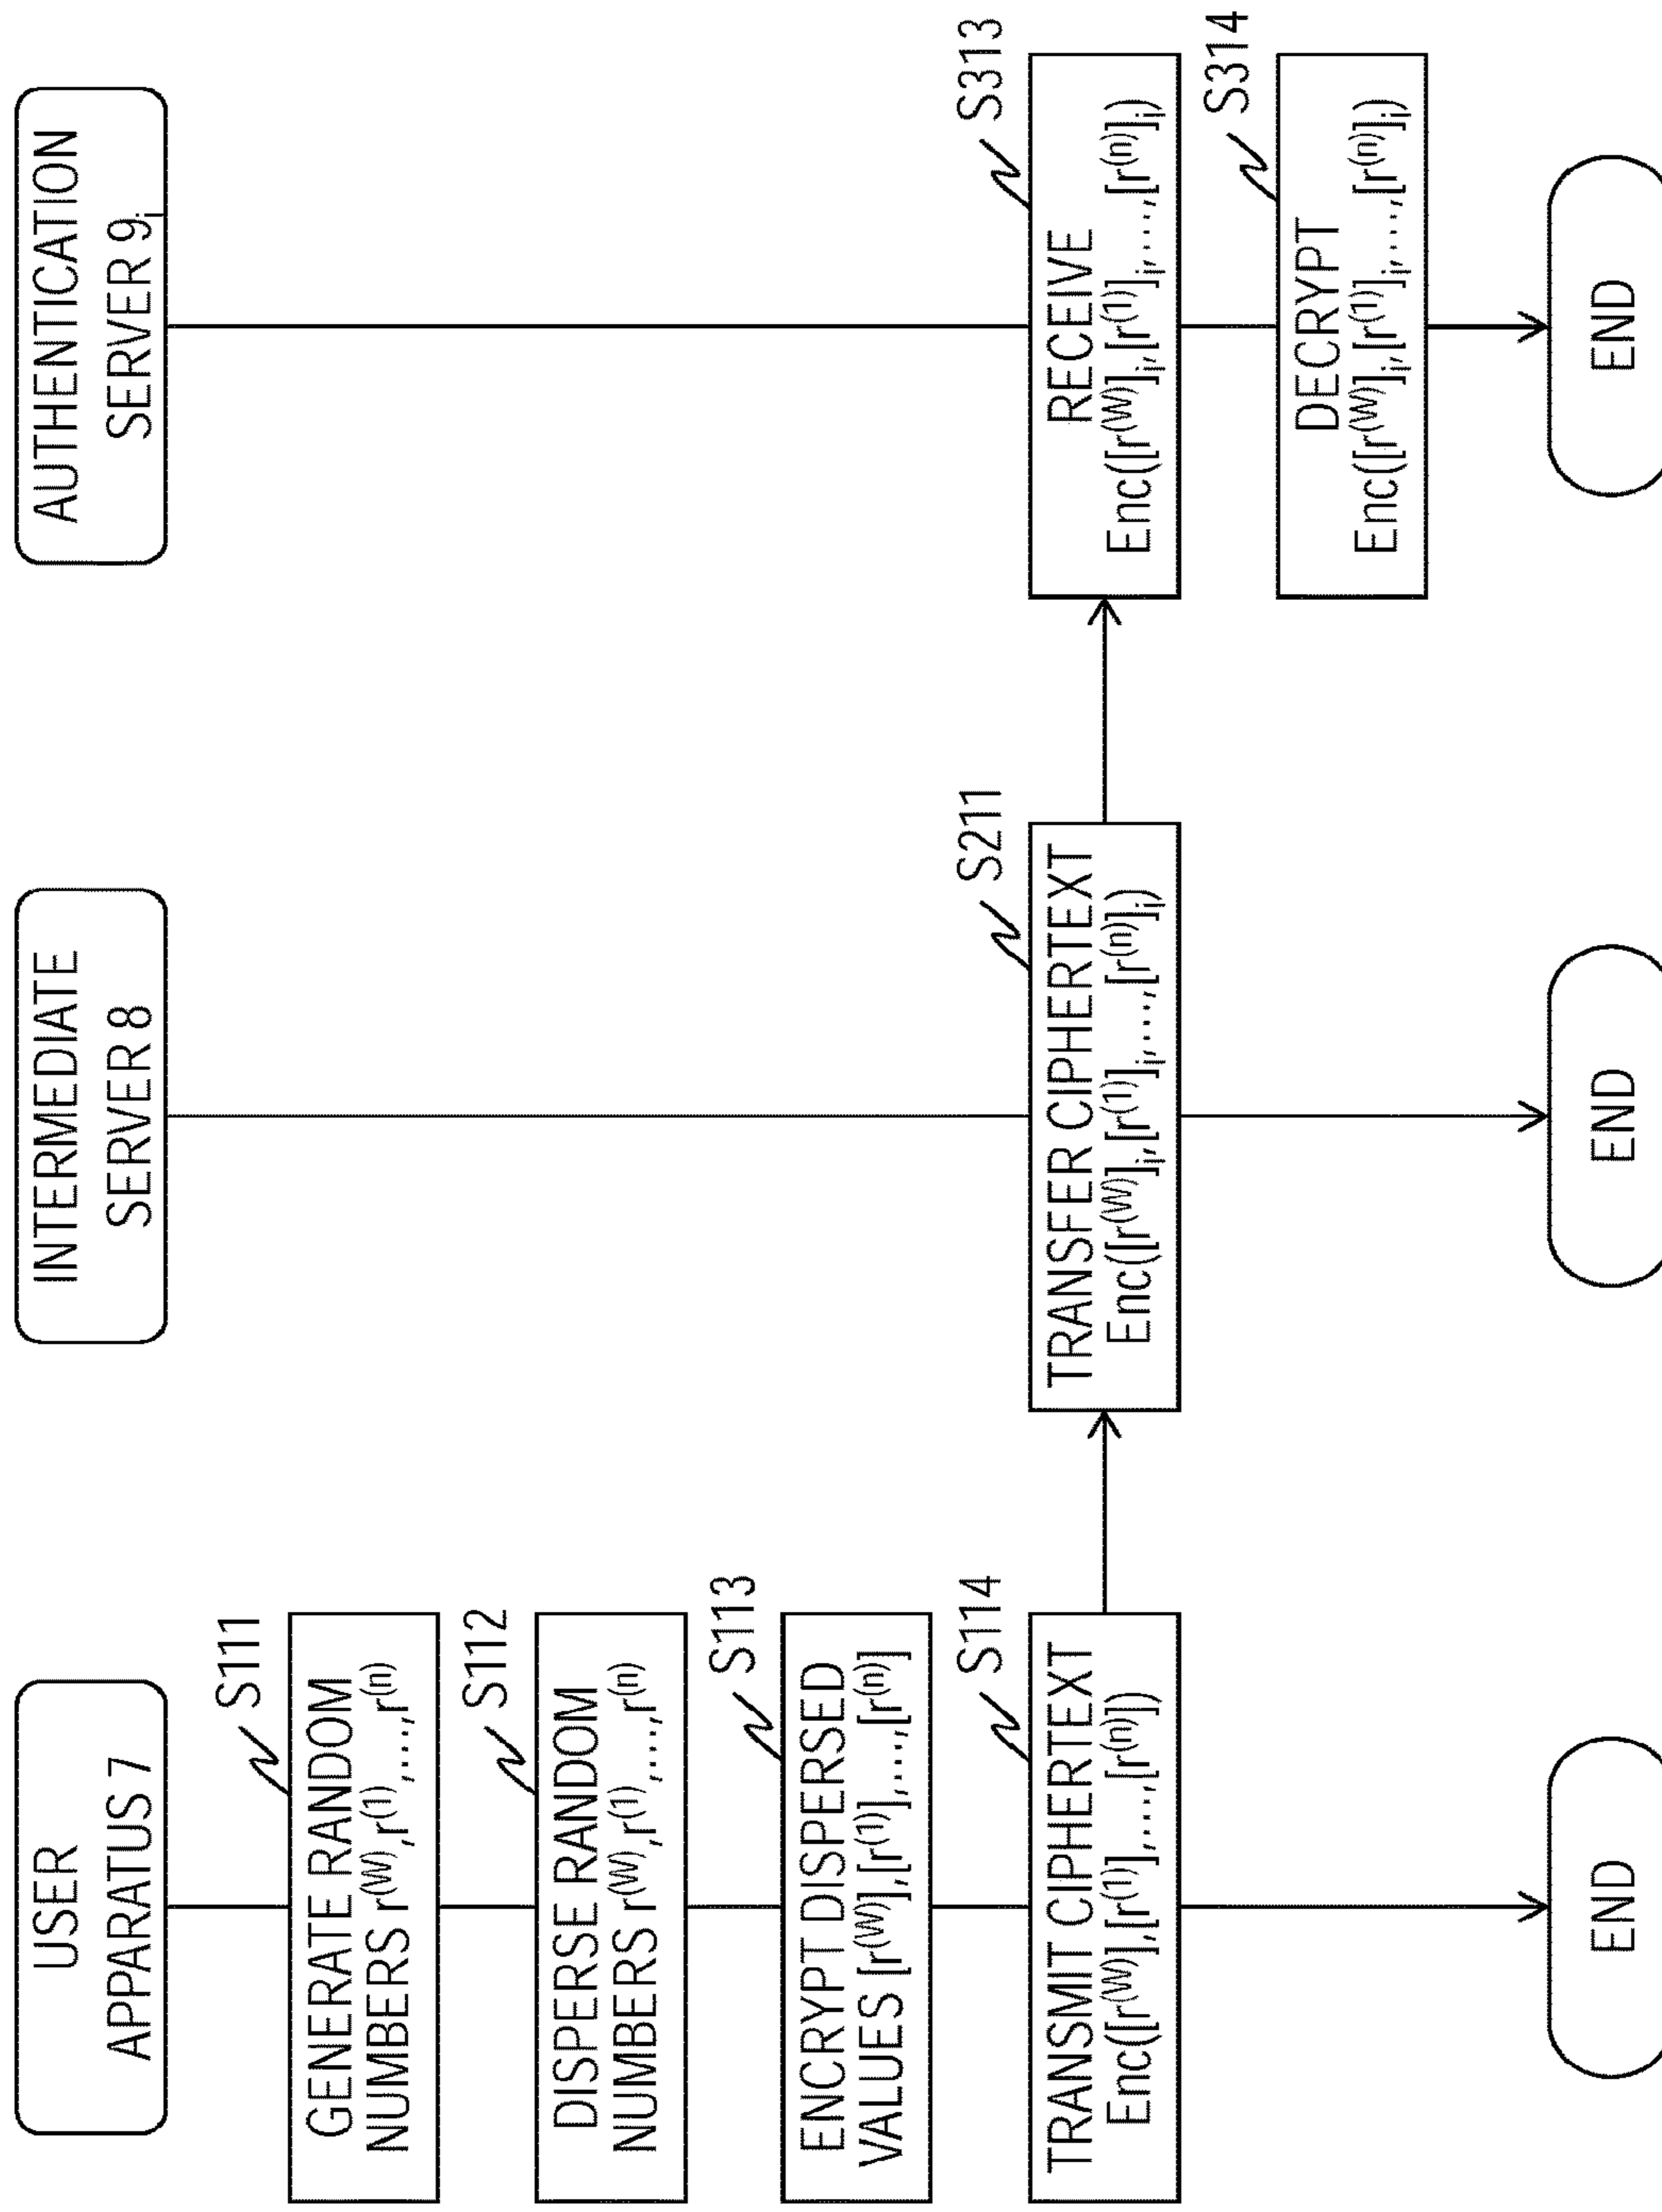 USER
APPARATUS 7
S111
GENERATE RANDOM
NUMBERS r^(W),r^(1),...,r^(n)
S112
DISPERSE RANDOM
NUMBERS r^(W),r^(1),...,r^(n)
S113
ENCRYPT DISPERSED
VALUES [r^(W)],[r^(1)],...,[r^(n)]
S114
TRANSMIT CIPHERTEXT
Enc([r^(W)],[r^(1)],...,[r^(n)])
END
INTERMEDIATE
SERVER 8
S211
TRANSFER CIPHERTEXT
Enc([r^(W)]_i,[r^(1)]_i,...,[r^(n)]_i)
END
AUTHENTICATION
SERVER 9_i
S313
RECEIVE
Enc([r^(W)]_i,[r^(1)]_i,...,[r^(n)]_i)
S314
DECRYPT
Enc([r^(W)]_i,[r^(1)]_i,...,[r^(n)]_i)
END